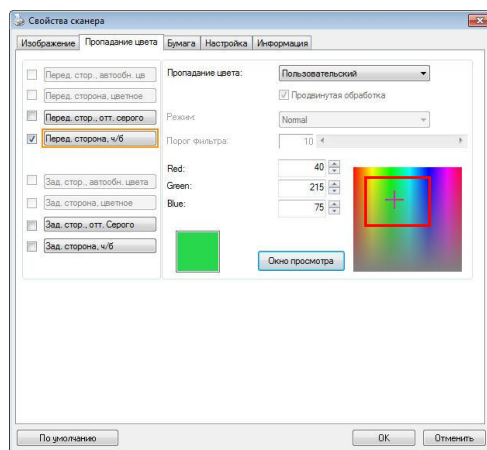 Свойства сканера
Изображение Пропадание цвета Бумага Настройка Информация
Перед. стор., автообн. цв
Перед. сторона, цветное
Перед. стор., отт. серого
Перед. сторона, ч/б
Зад. стор., автообн. цвета
Зад. сторона, цветное
Зад. стор., отт. Серого
Зад. сторона, ч/б
Пропадание цвета: Пользовательский
Продвинутая обработка
Режим: Normal
Порог фильтра: 10
Red: 40
Green: 215
Blue: 75
Окно просмотра
По умолчанию OK Отменить